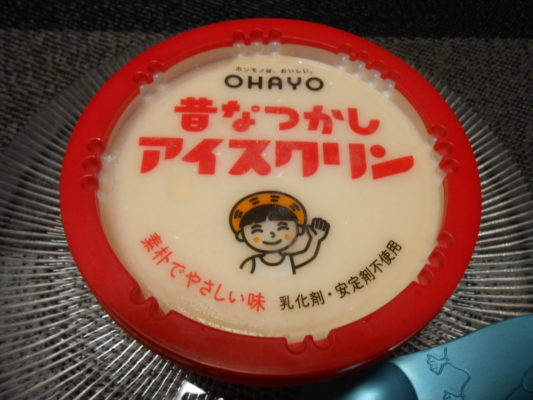 ホンモノは、おいしい。
OHAYO
昔なつかし
アイスクリン
素朴でやさしい味
乳化剤・安定剤不使用